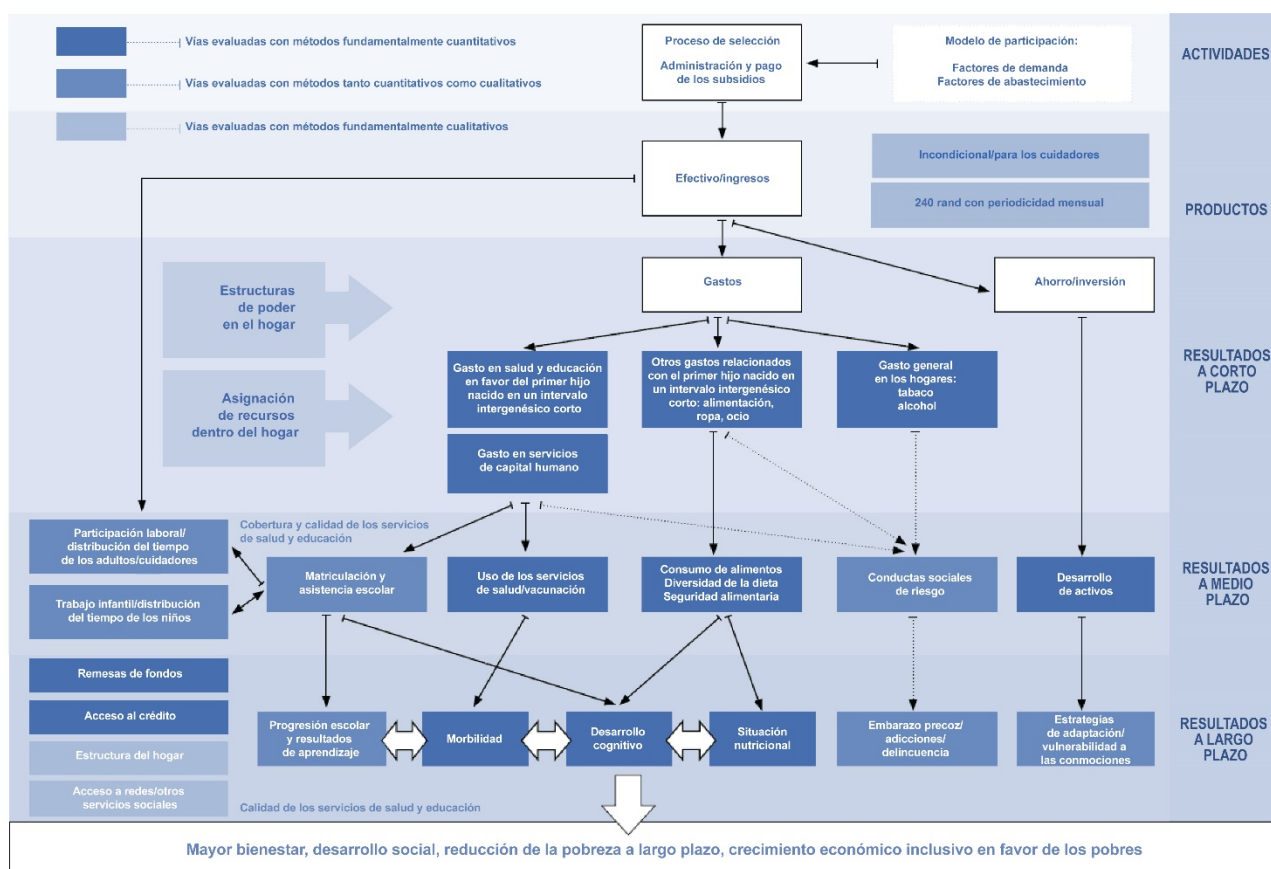 Vías evaluadas con métodos fundamentalmente cuantitativos
Vías evaluadas con métodos tanto cuantitativos como cualitativos
Vías evaluadas con métodos fundamentalmente cualitativos
Proceso de selección
Administración y pago
de los subsidios
Modelo de participación:
Factores de demanda
Factores de abastecimiento
ACTIVIDADES
Efectivo/ingresos
Incondicional/para los cuidadores
240 rand con periodicidad mensual
PRODUCTOS
Estructuras
de poder
en el hogar
Asignación
de recursos
dentro del hogar
Gastos
Ahorro/inversión
Gasto en salud y educación
en favor del primer hijo
nacido en un intervalo
intergenésico corto
Otros gastos relacionados
con el primer hijo nacido en
un intervalo intergenésico
corto: alimentación,
ropa, ocio
Gasto general
en los hogares:
tabaco
alcohol
Gasto en servicios
de capital humano
RESULTADOS
A CORTO
PLAZO
Participación laboral/
distribución del tiempo
de los adultos/cuidadores
Cobertura y calidad de los servicios
de salud y educación
Trabajo infantil/distribución
del tiempo de los niños
Matriculación y
asistencia escolar
Uso de los servicios
de salud/vacunación
Consumo de alimentos
Diversidad de la dieta
Seguridad alimentaria
Conductas sociales
de riesgo
Desarrollo
de activos
RESULTADOS
A MEDIO
PLAZO
Remesas de fondos
Acceso al crédito
Estructura del hogar
Acceso a redes/otros
servicios sociales
Progresión escolar
y resultados
de aprendizaje
Morbilidad
Desarrollo
cognitivo
Situación
nutricional
Embarazo precoz/
adicciones/
delincuencia
Estrategias
de adaptación/
vulnerabilidad a
las conmociones
RESULTADOS
A LARGO
PLAZO
Calidad de los servicios de salud y educación
Mayor bienestar, desarrollo social, reducción de la pobreza a largo plazo, crecimiento económico inclusivo en favor de los pobres